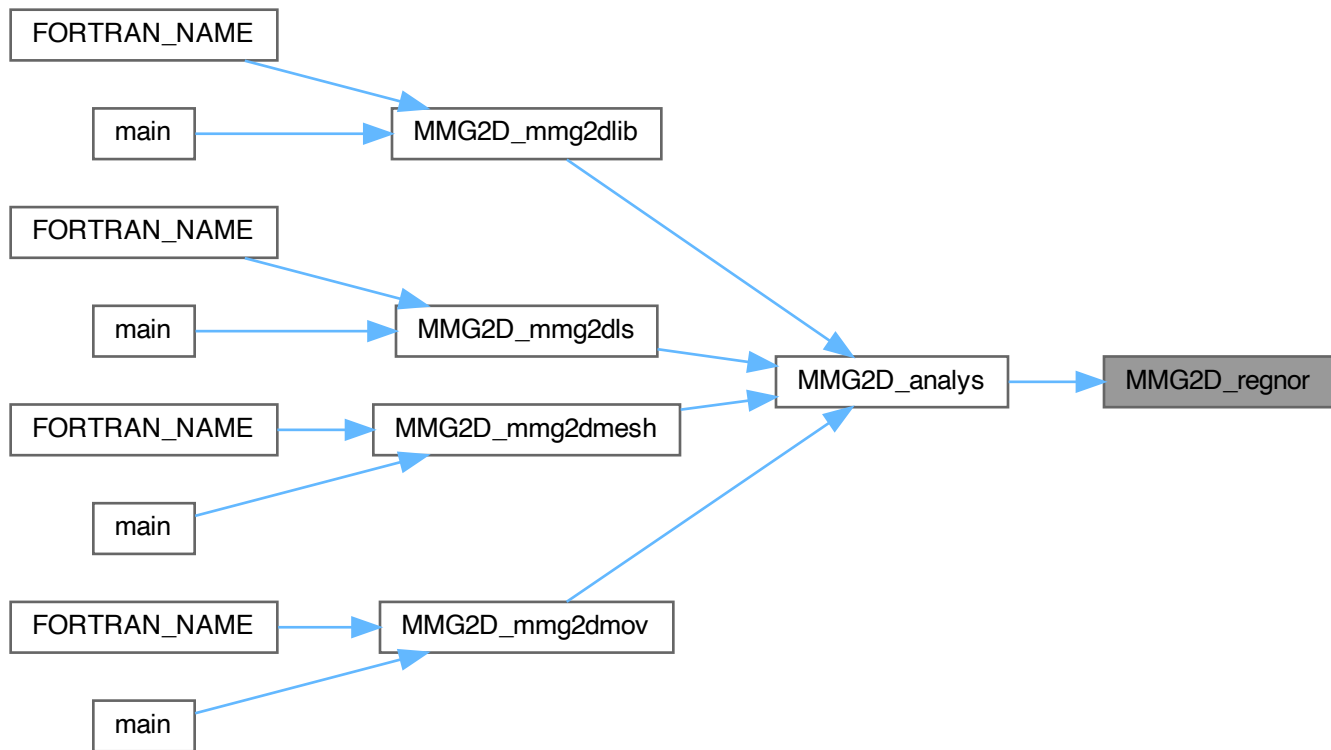 FORTRAN_NAME
main
MMG2D_mmg2dlib
FORTRAN_NAME
main
MMG2D_mmg2dls
MMG2D_analys
MMG2D_regnor
FORTRAN_NAME
MMG2D_mmg2dmesh
main
FORTRAN_NAME
MMG2D_mmg2dmov
main